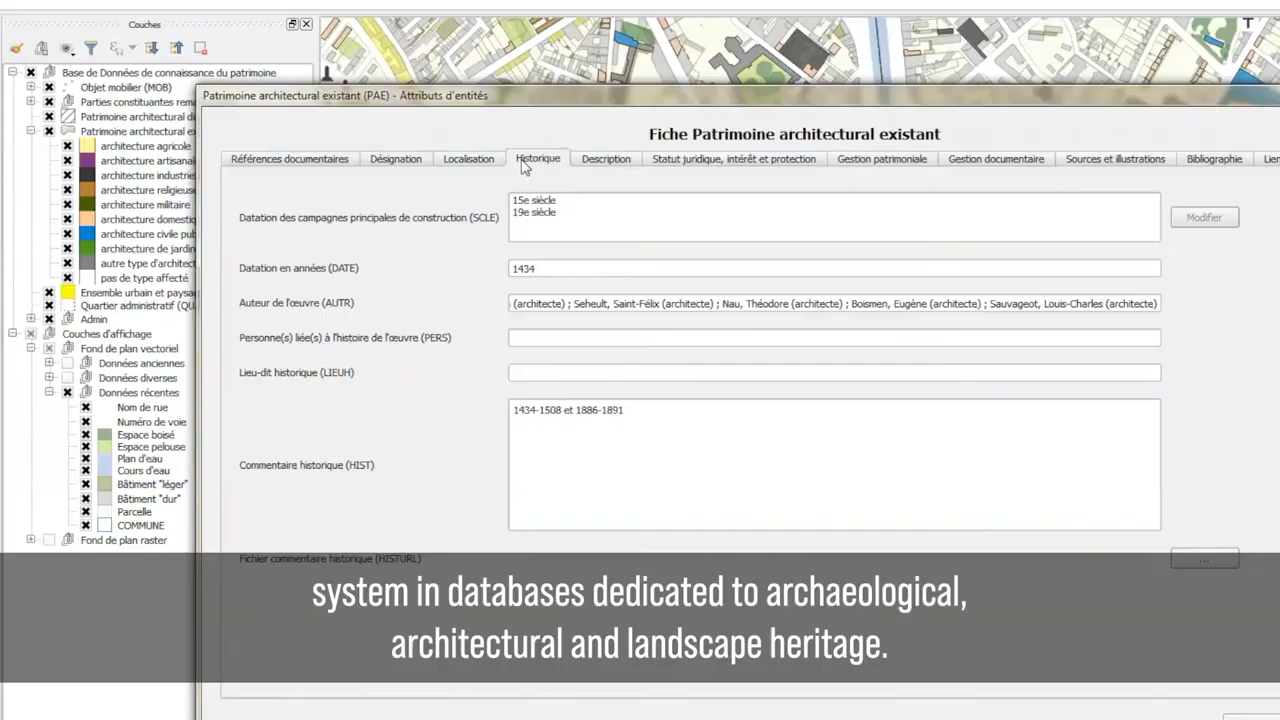 Couches
Base de Données de connaissance du patrimoine
Objet mobilier (MOB)
Parties constituantes rema
Patrimoine architectural d
Patrimoine architectural ex
architecture agricole
architecture artisana
architecture industrie
architecture religieus
architecture militaire
architecture domestiq
architecture civile pub
architecture de jardin
autre type d'architect
pas de type affecté
Ensemble urbain et paysa
Quartier administratif (QU
Admin
Couches d'affichage
Fond de plan vectoriel
Données anciennes
Données diverses
Données récentes
Nom de rue
Numéro de voie
Espace boisé
Espace pelouse
Plan d'eau
Cours d'eau
Bâtiment "léger"
Bâtiment "dur"
Parcelle
COMMUNE
Fond de plan raster
Patrimoine architectural existant (PAE) - Attributs d'entités
Fiche Patrimoine architectural existant
Références documentaires Désignation Localisation Historique Description Statut juridique, intérêt et protection Gestion patrimoniale Gestion documentaire Sources et illustrations Bibliographie Lien
Datation des campagnes principales de construction (SCLE)
15e siècle
19e siècle
Modifier
Datation en années (DATE) 1434
Auteur de l'œuvre (AUTR) (architecte) ; Seheult, Saint-Félix (architecte) ; Nau, Théodore (architecte) ; Boismen, Eugène (architecte) ; Sauvageot, Louis-Charles (architecte)
Personne(s) liée(s) à l'histoire de l'œuvre (PERS)
Lieu-dit historique (LIEUH)
1434-1508 et 1886-1891
Commentaire historique (HIST)
Fichier commentaire historique (HISTURL) ...
system in databases dedicated to archaeological,
architectural and landscape heritage.